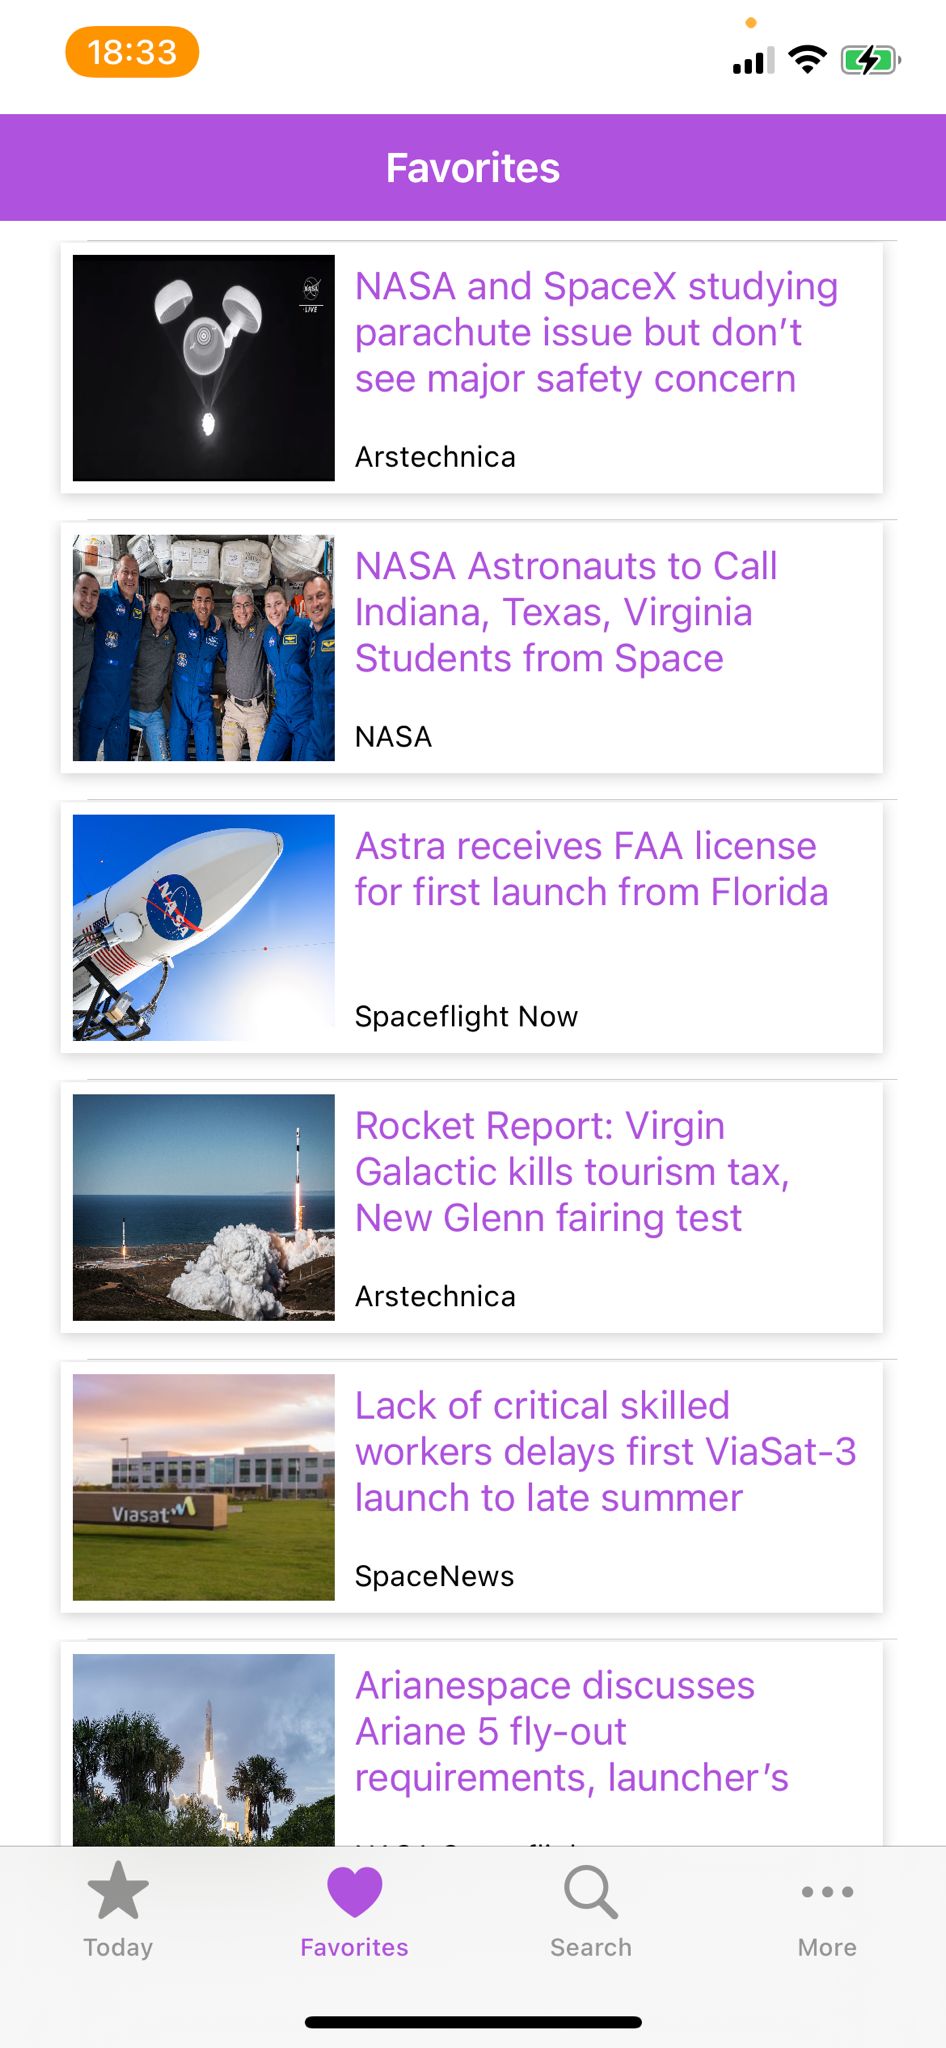 18:33
Favorites
NASA
LIVE
NASA and SpaceX studying
parachute issue but don't
see major safety concern
Arstechnica
NASA Astronauts to Call
Indiana, Texas, Virginia
Students from Space
NASA
NASA
Astra receives FAA license
for first launch from Florida
Spaceflight Now
Rocket Report: Virgin
Galactic kills tourism tax,
New Glenn fairing test
Arstechnica
Viasat
Lack of critical skilled
workers delays first ViaSat-3
launch to late summer
SpaceNews
Arianespace discusses
Ariane 5 fly-out
requirements, launcher's
Today
Favorites
Search
More